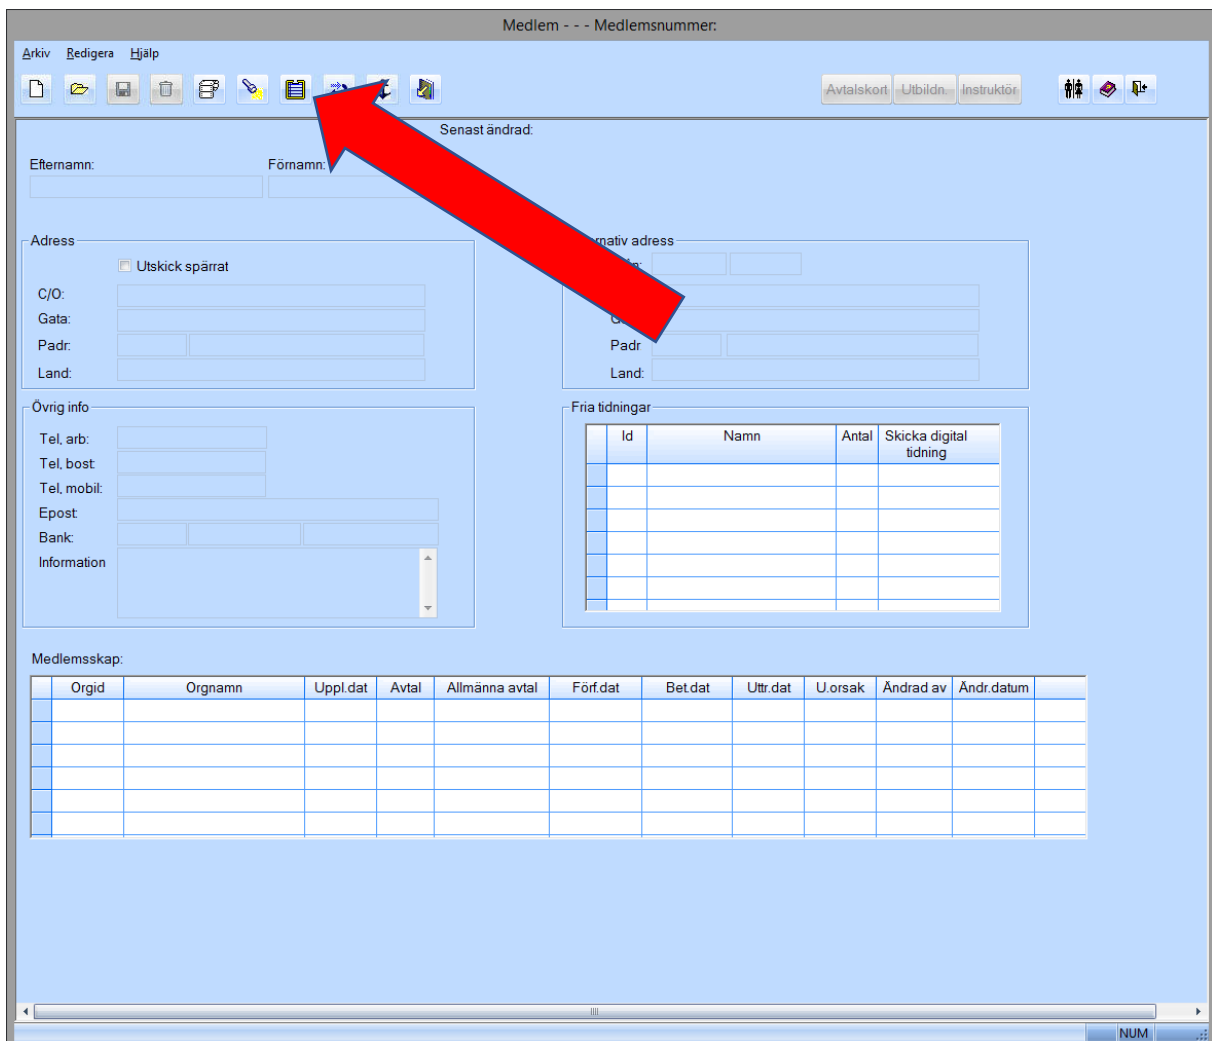 Medlem - - - Medlemsnummer:
Arkiv Redigera Hjälp
Avtalskort Utbildn. Instruktör
Senast ändrad:
Efternamn: Förnamn:
Adress
Utskick spärrat
C/O:
Gata:
Padr:
Land:
adress
Padr
Land:
Övrig info
Tel, arb:
Tel, bost:
Tel, mobil:
Epost:
Bank:
Information
Fria tidningar
Id Namn Antal Skicka digital
tidning
Medlemsskap:
Orgid Orgnamn Uppl.dat Avtal Allmänna avtal Förf.dat Bet.dat Uttr.dat U.orsak Ändrad av Ändr.datum
NUM